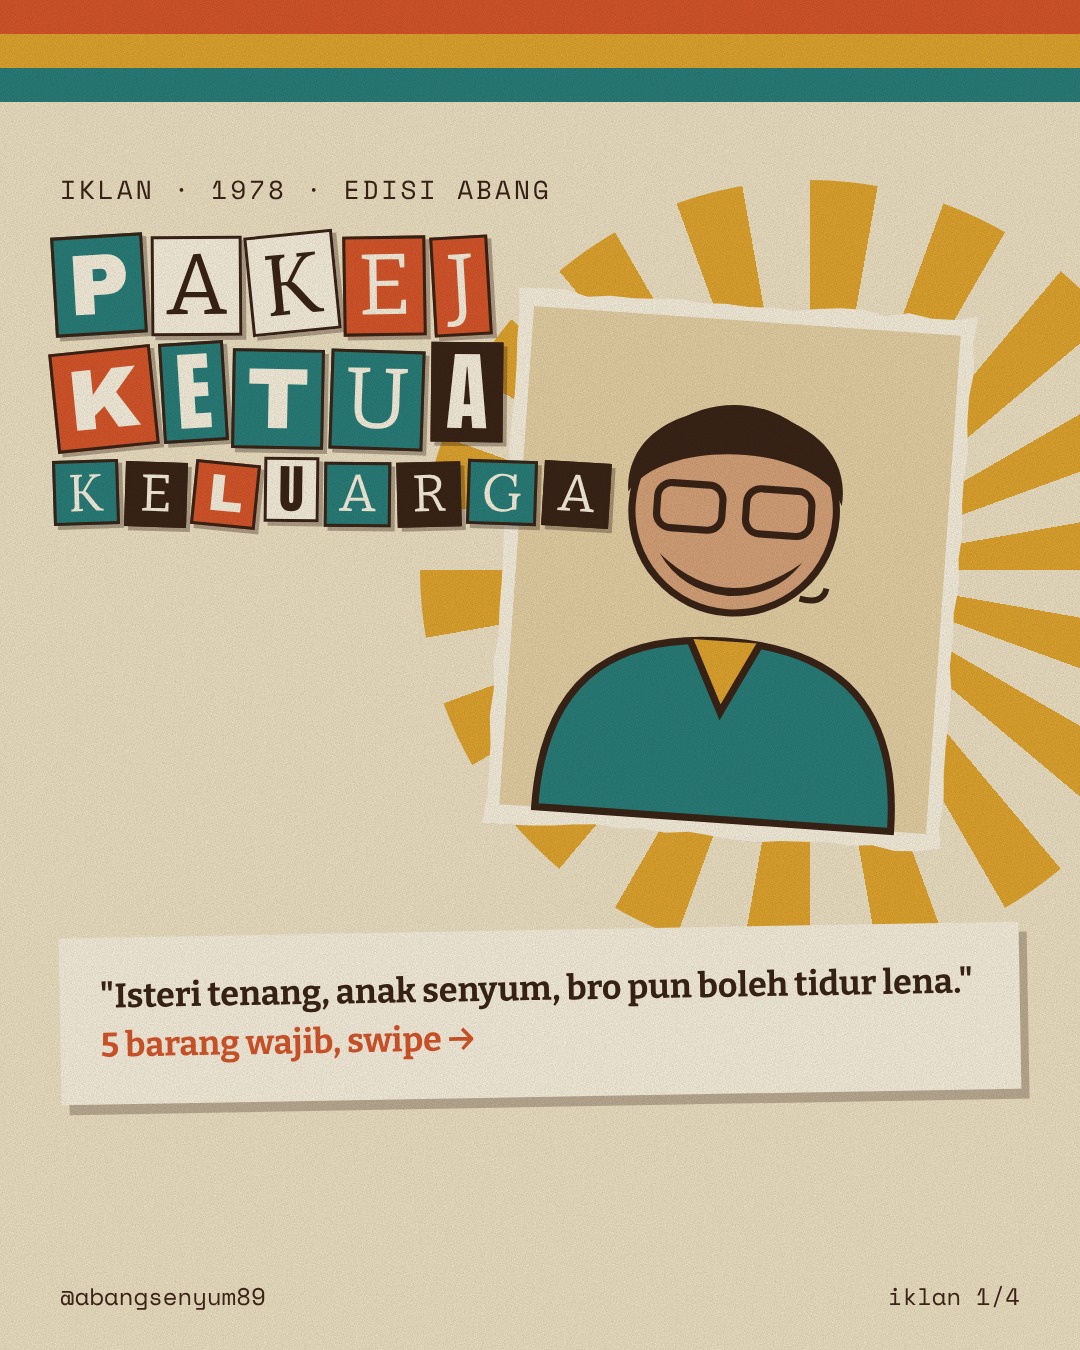 IKLAN · 1978 · EDISI ABANG
PAKEJ
KETUA
KELUARGA
"Isteri tenang, anak senyum, bro pun boleh tidur lena."
5 barang wajib, swipe →
@abangsenyum89
iklan 1/4